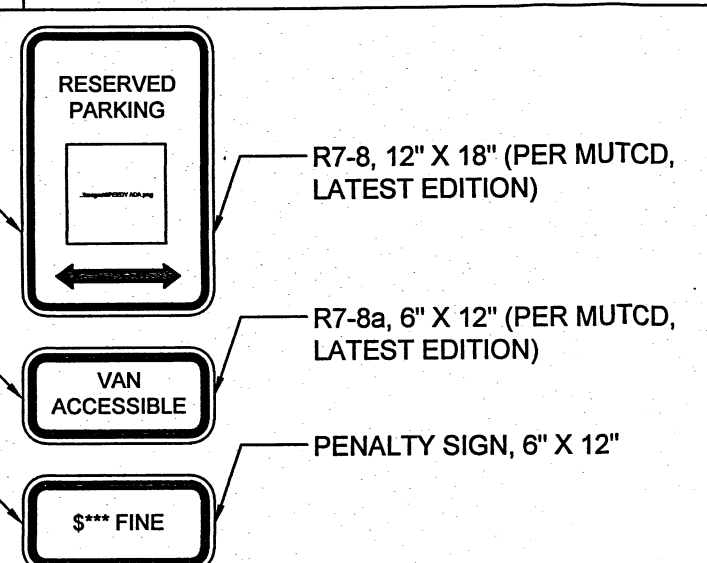 RESERVED
PARKING
R7-8, 12" X 18" (PER MUTCD,
LATEST EDITION)
R7-8a, 6" X 12" (PER MUTCD,
LATEST EDITION)
VAN
ACCESSIBLE
PENALTY SIGN, 6" X 12"
$*** FINE